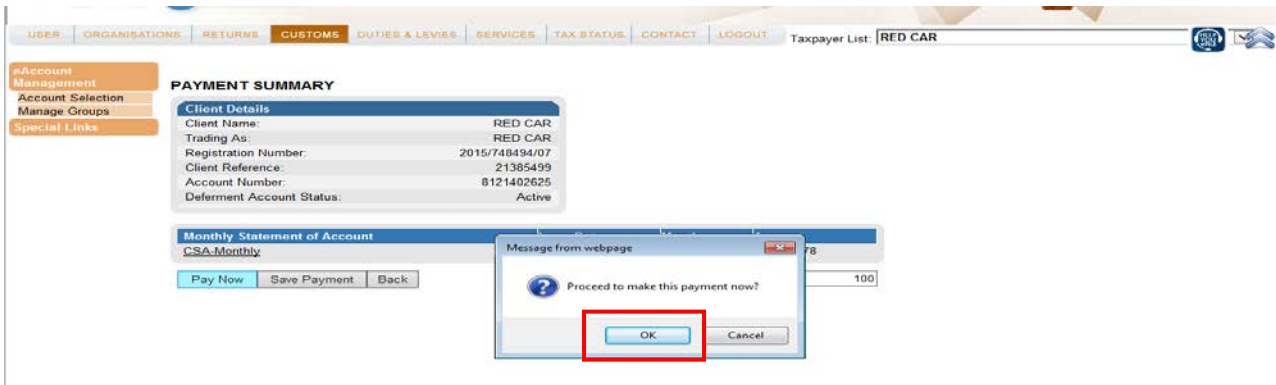 USER ORGANISATIONS RETURNS CUSTOMS DUTIES & LEVIES SERVICES TAX STATUS CONTACT LOGOUT Taxpayer List: RED CAR
eAccount
Management
Account Selection
Manage Groups
Special Links
PAYMENT SUMMARY
Client Details
Client Name: RED CAR
Trading As: RED CAR
Registration Number: 2015/748494/07
Client Reference: 21385499
Account Number: 8121402625
Deferment Account Status: Active
Monthly Statement of Account
CSA-Monthly 78
Pay Now Save Payment Back 100
Message from webpage
Proceed to make this payment now?
OK Cancel